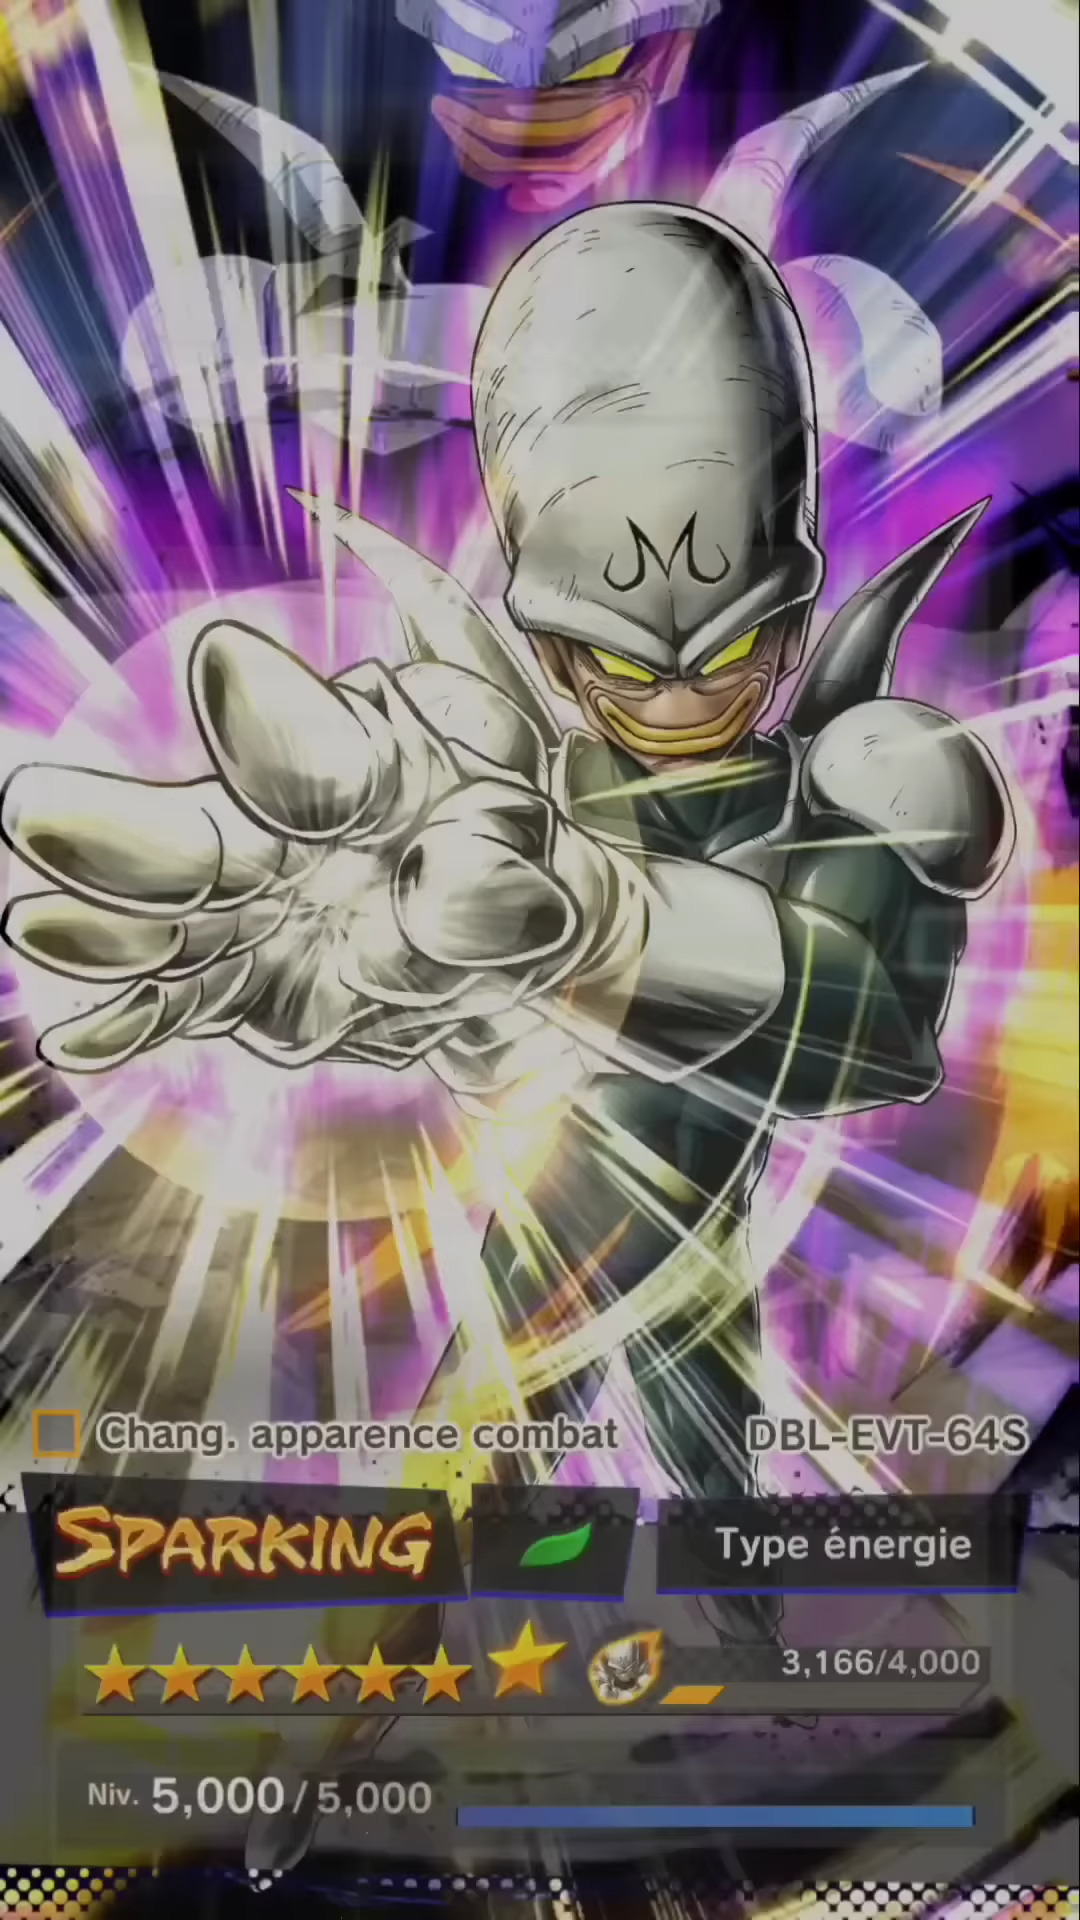 Chang. apparence combat
DBL-EVT-64S
SPARKING
Type énergie
3,166/4,000
Niv. 5,000/5,000